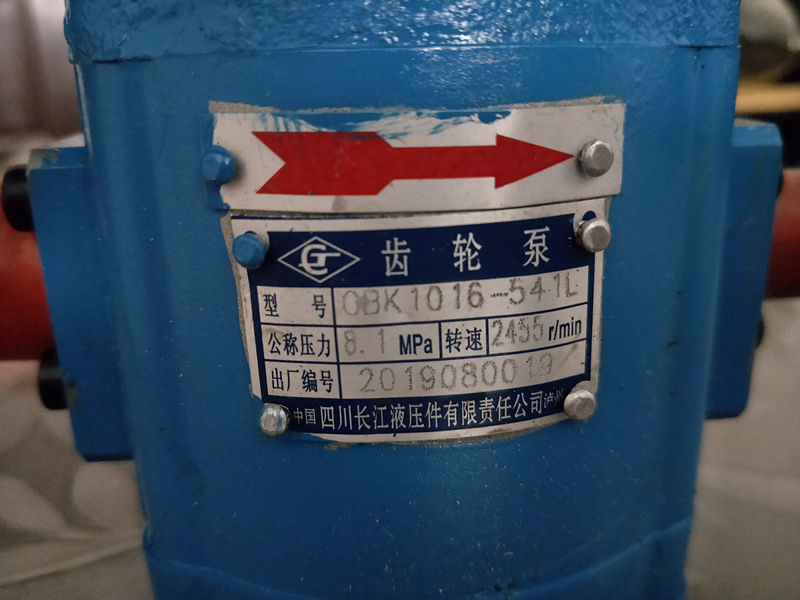 齿轮泵
型号 CBK1016-541L
公称压力 8.1 MPa 转速 2455 r/min
出厂编号 2019080019
中国 四川长江液压件有限责任公司